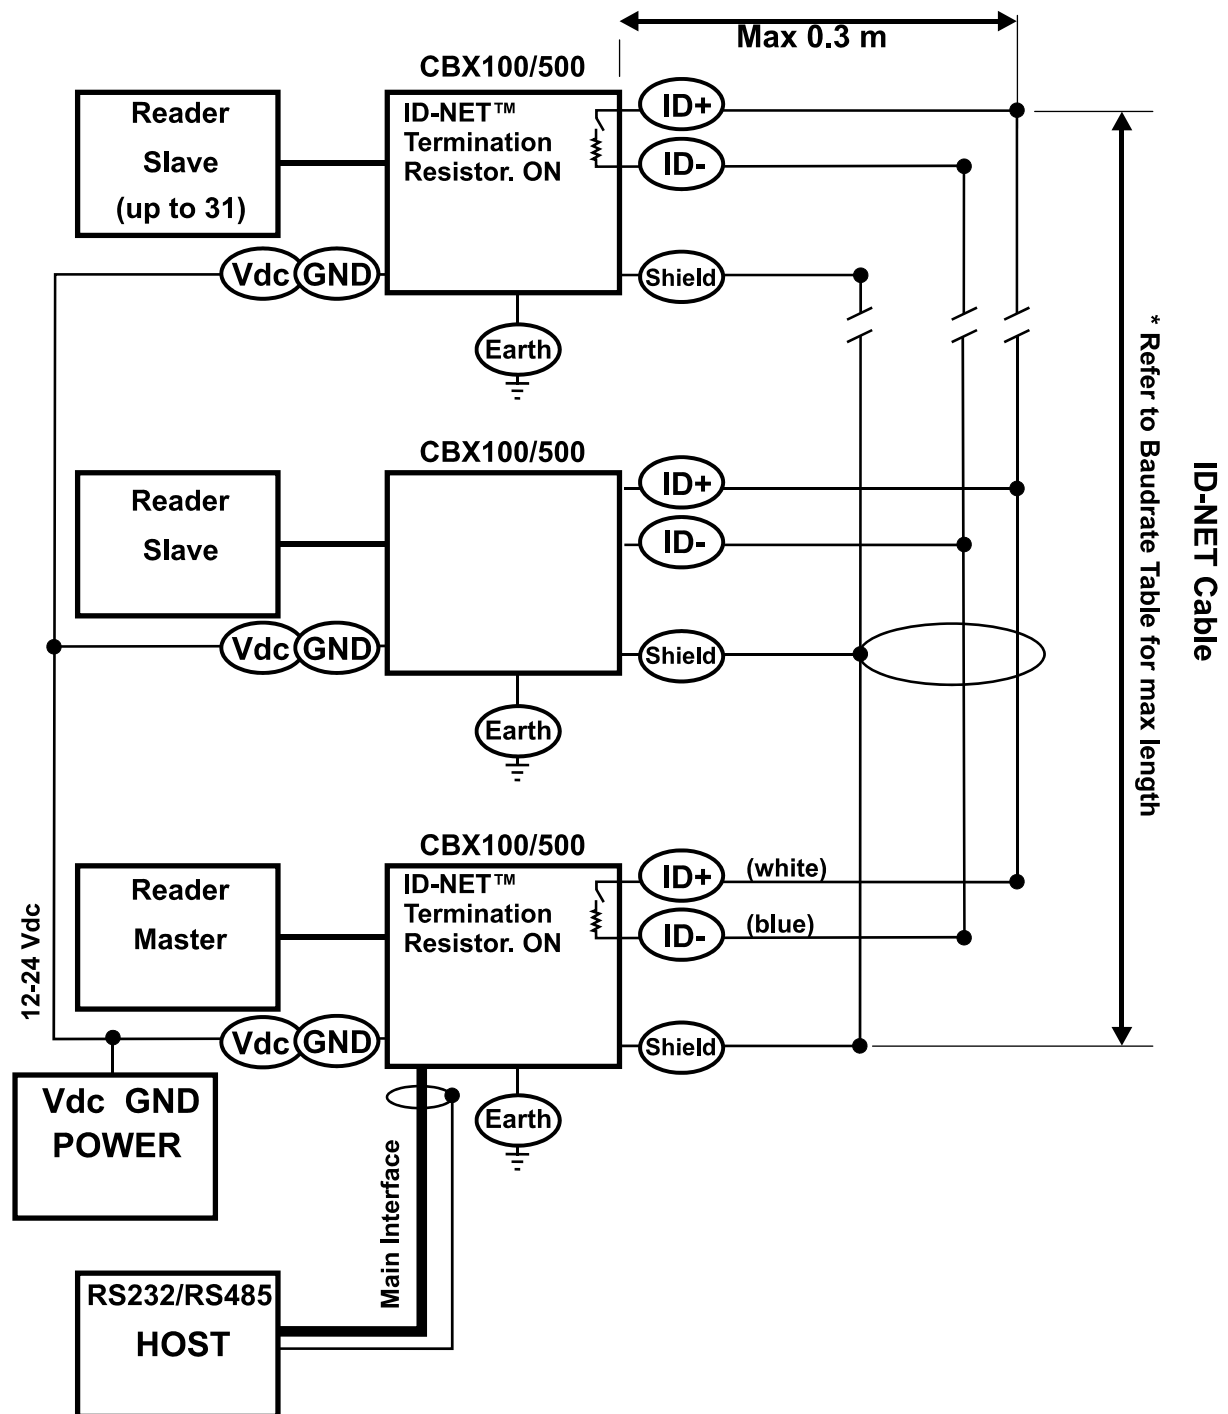 Max 0.3 m
CBX100/500
Reader
Slave
(up to 31)
ID-NET™
Termination
Resistor. ON
ID+
ID-
Vdc GND
Shield
Earth
CBX100/500
Reader
Slave
ID+
ID-
Vdc GND
Shield
Earth
* Refer to Baudrate Table for max length
ID-NET Cable
CBX100/500
Reader
Master
ID-NET™
Termination
Resistor. ON
ID+ (white)
ID- (blue)
12-24 Vdc
Vdc GND
Shield
Earth
Vdc GND
POWER
Main Interface
RS232/RS485
HOST